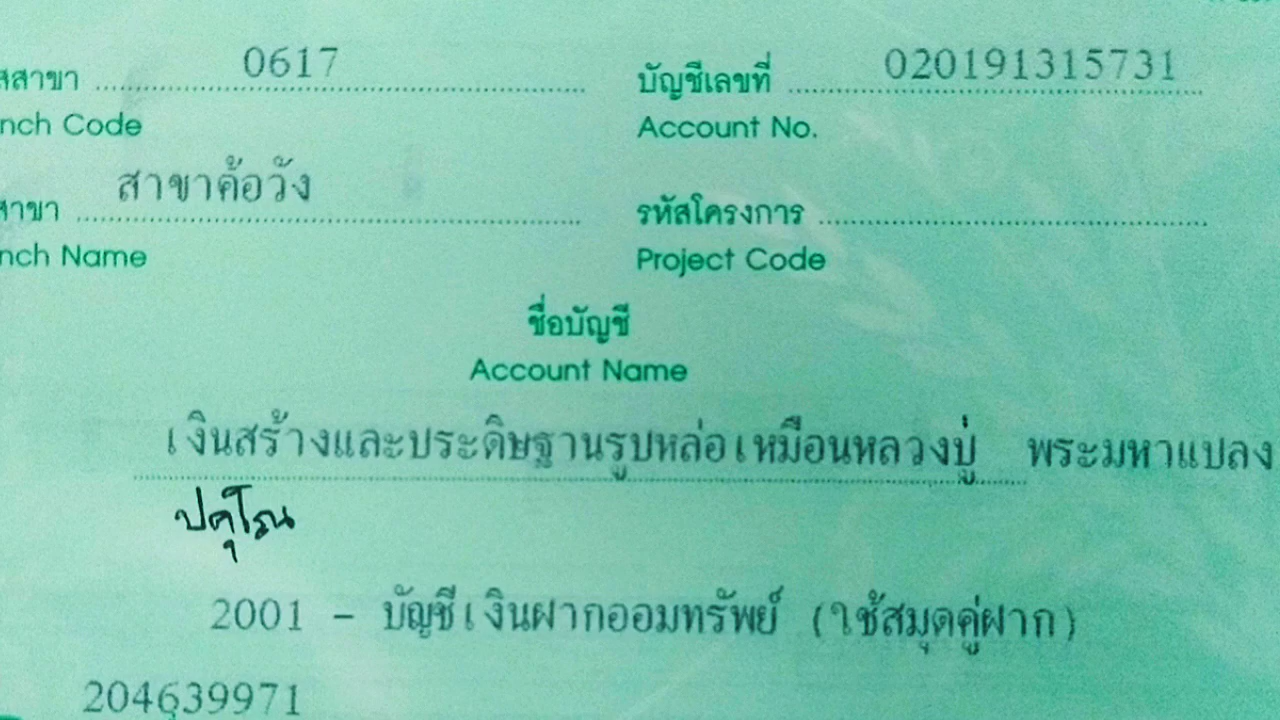 สสาขา 0617 บัญชีเลขที่ 020191315731
nch Code Account No.
สาขาค้อวัง
สาขา รหัสโครงการ
nch Name Project Code
ชื่อบัญชี
Account Name
เงินสร้างและประดิษฐานรูปหล่อเหมือนหลวงปู่ พระมหาแปลง
2001 - บัญชีเงินฝากออมทรัพย์ (ใช้สมุดคู่ฝาก)
204639971